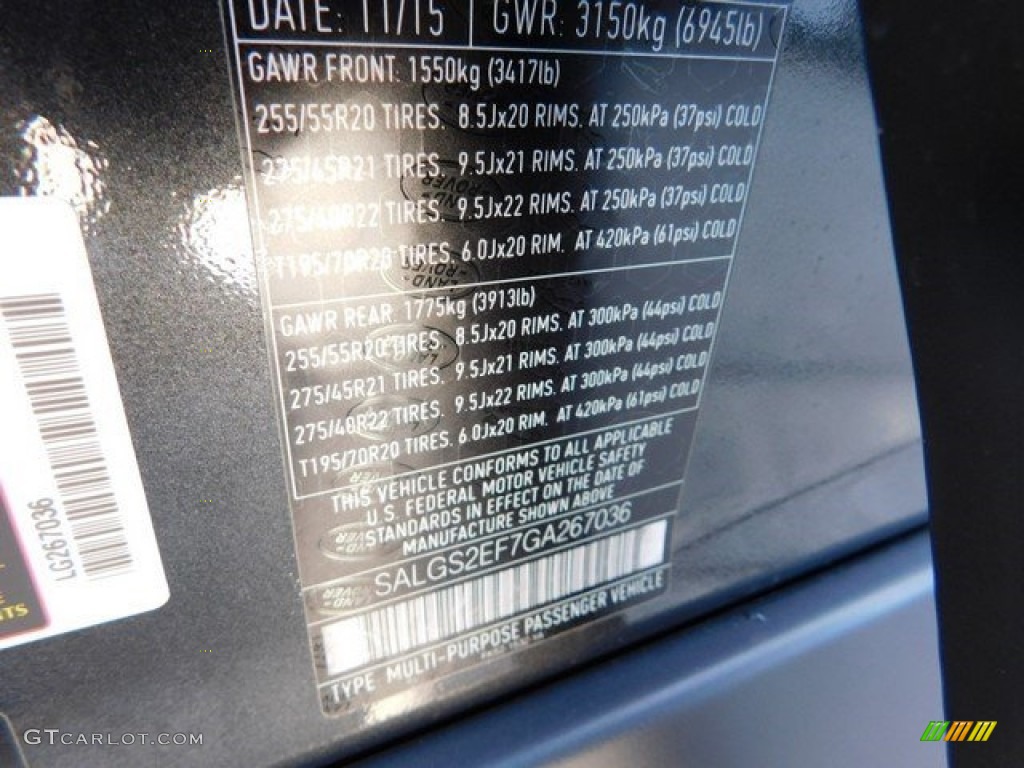 DATE: 11/15 GWR: 3150kg (6945lb)
GAWR FRONT: 1550kg (3417lb)
255/55R20 TIRES. 8.5Jx20 RIMS. AT 250kPa (37psi) COLD
275/45R21 TIRES. 9.5Jx21 RIMS. AT 250kPa (37psi) COLD
275/40R22 TIRES. 9.5Jx22 RIMS. AT 250kPa (37psi) COLD
T195/70R20 TIRES. 6.0Jx20 RIM. AT 420kPa (61psi) COLD
GAWR REAR. 1775kg (3913lb)
255/55R20 TIRES. 8.5Jx20 RIMS. AT 300kPa (44psi) COLD
275/45R21 TIRES. 9.5Jx21 RIMS. AT 300kPa (44psi) COLD
275/40R22 TIRES. 9.5Jx22 RIMS. AT 300kPa (44psi) COLD
T195/70R20 TIRES. 6.0Jx20 RIM. AT 420kPa (61psi) COLD
THIS VEHICLE CONFORMS TO ALL APPLICABLE
U.S. FEDERAL MOTOR VEHICLE SAFETY
STANDARDS IN EFFECT ON THE DATE OF
MANUFACTURE SHOWN ABOVE
SALGS2EF7GA267036
TYPE MULTI-PURPOSE PASSENGER VEHICLE
LG267036
LAND-
-ROVER
GTCARLOT.COM